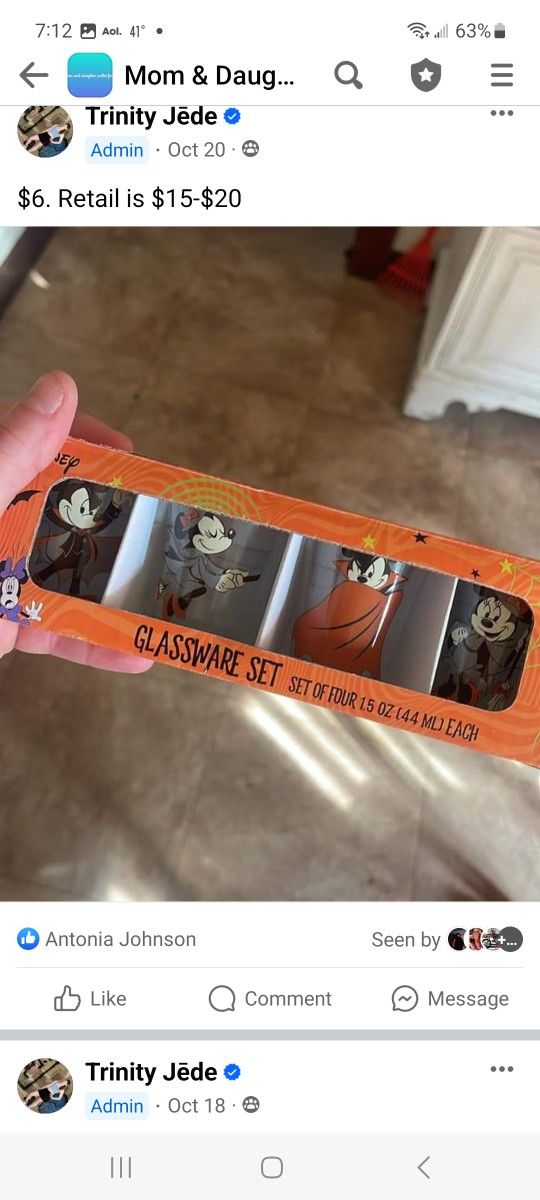 7:12 Aol. 41° 63%
Mom & Daug...
Trinity Jēde
Admin · Oct 20 ·
$6. Retail is $15-$20
GLASSWARE SET SET OF FOUR 1.5 OZ (44 ML) EACH
Antonia Johnson Seen by
Like Comment Message
Trinity Jēde
Admin · Oct 18 ·